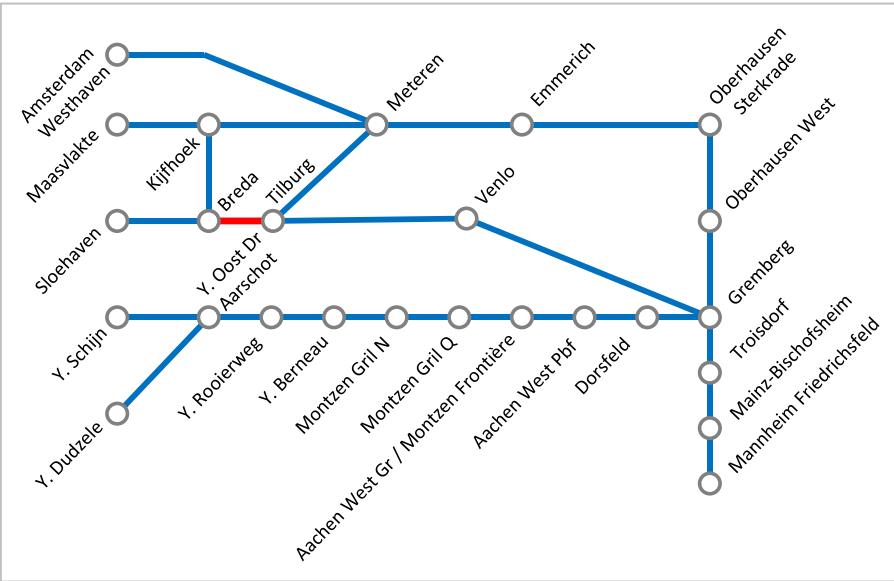 Amsterdam
Westhaven
Maasvlakte
Kijfhoek
Meteren
Emmerich
Oberhausen
Sterkrade
Oberhausen West
Sloehaven
Breda
Tilburg
Venlo
Gremberg
Y. Schijn
Y. Oost Dr
Aarschot
Y. Rooierweg
Y. Berneau
Montzen Gril N
Montzen Gril Q
Aachen West Gr / Montzen Frontière
Aachen West Pbf
Dorsfeld
Troisdorf
Mainz-Bischofsheim
Mannheim Friedrichsfeld
Y. Dudzele